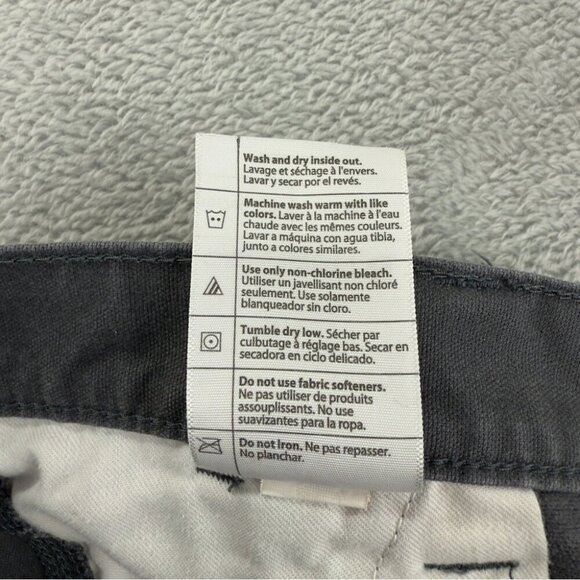 Wash and dry inside out.
Lavage et séchage à l'envers.
Lavar y secar por el revés.
Machine wash warm with like
colors. Laver à la machine à l'eau
chaude avec les mêmes couleurs.
Lavar a máquina con agua tibia,
junto a colores similares.
Use only non-chlorine bleach.
Utiliser un javellisant non chloré
seulement. Use solamente
blanqueador sin cloro.
Tumble dry low. Sécher par
culbutage à réglage bas. Secar en
secadora en ciclo delicado.
Do not use fabric softeners.
Ne pas utiliser de produits
assouplissants. No use
suavizantes para la ropa.
Do not Iron. Ne pas repasser.
No planchar.